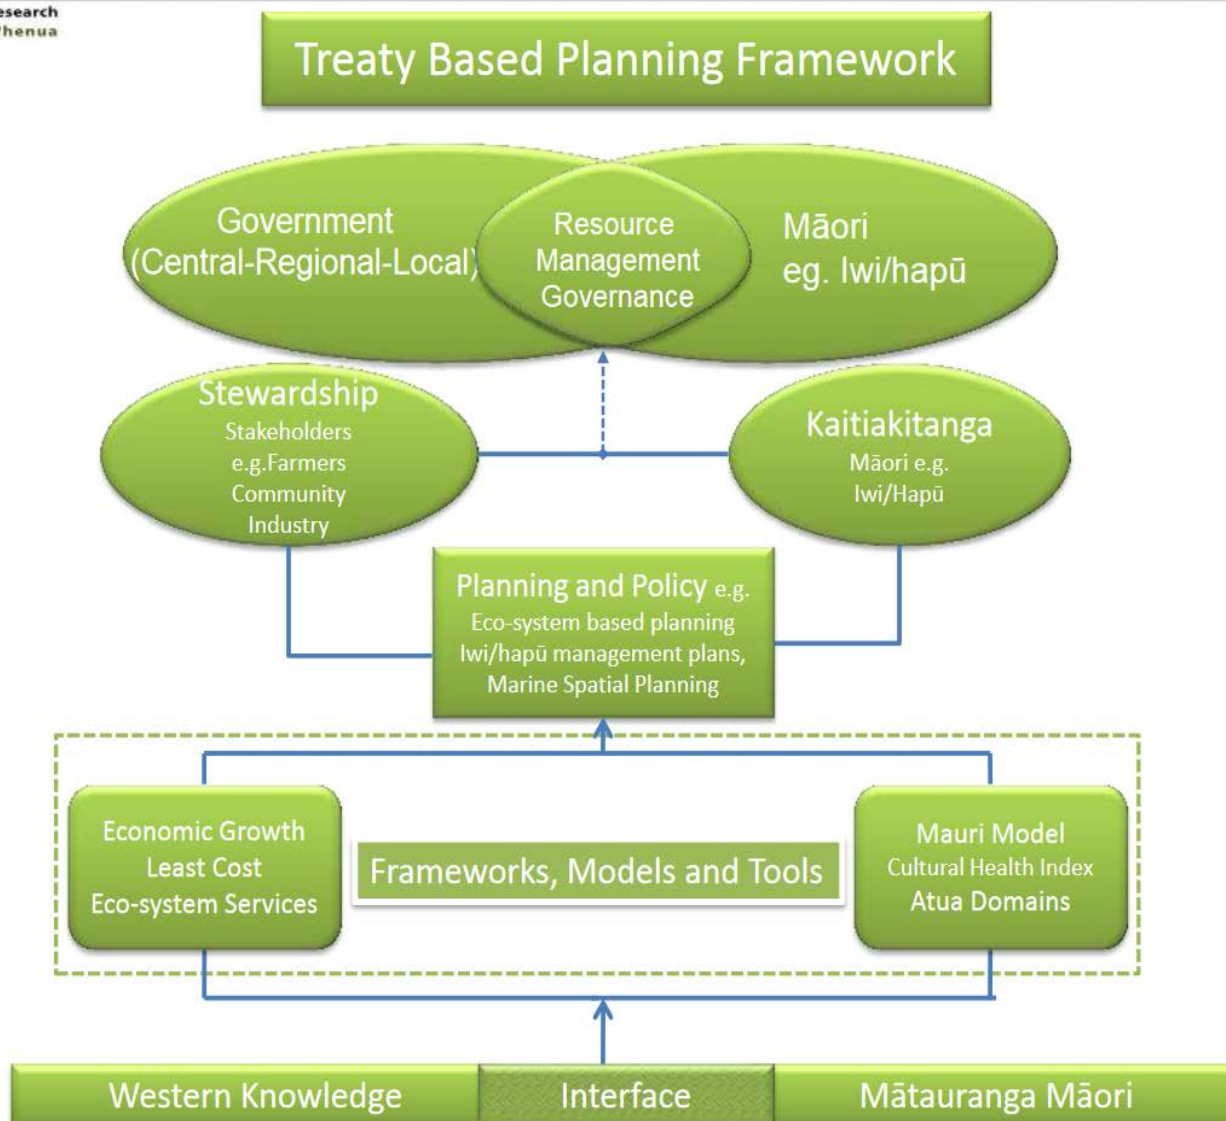 Treaty Based Planning Framework
Government
(Central-Regional-Local)
Resource
Management
Governance
Māori
eg. Iwi/hapū
Stewardship
Stakeholders
e.g.Farmers
Community
Industry
Kaitiakitanga
Māori e.g.
Iwi/Hapū
Planning and Policy e.g.
Eco-system based planning
Iwi/hapū management plans,
Marine Spatial Planning
Economic Growth
Least Cost
Eco-system Services
Frameworks, Models and Tools
Mauri Model
Cultural Health Index
Atua Domains
Western Knowledge
Interface
Mātauranga Māori